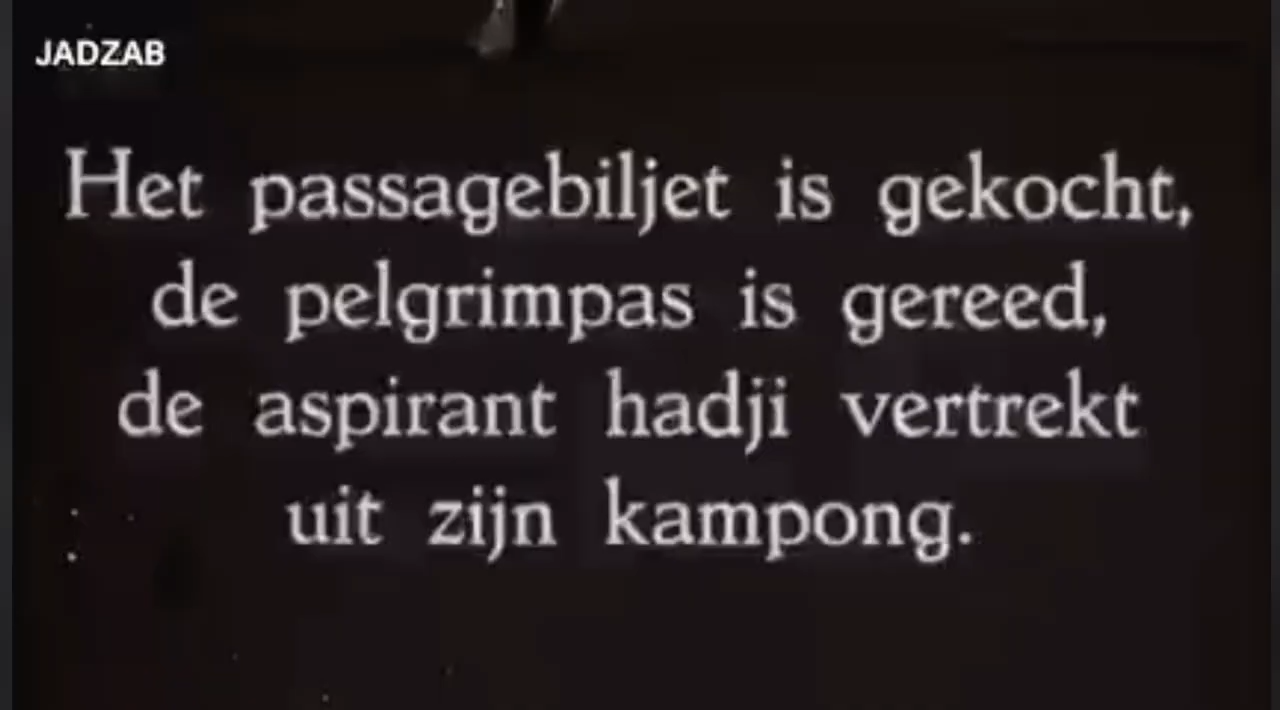 JADZAB
Het passagebiljet is gekocht,
de pelgrimpas is gereed,
de aspirant hadji vertrekt
uit zijn kampong.